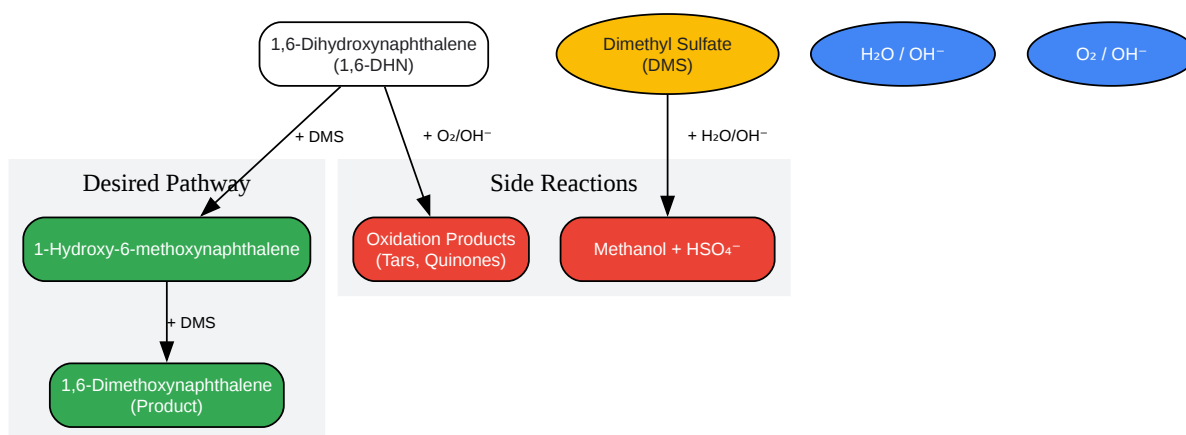 1,6-Dihydroxynaphthalene
(1,6-DHN)
Dimethyl Sulfate
(DMS)
H₂O / OH⁻
O₂ / OH⁻
+ DMS
+ O₂/OH⁻
+ H₂O/OH⁻
Desired Pathway
Side Reactions
1-Hydroxy-6-methoxynaphthalene
Oxidation Products
(Tars, Quinones)
Methanol + HSO₄⁻
+ DMS
1,6-Dimethoxynaphthalene
(Product)